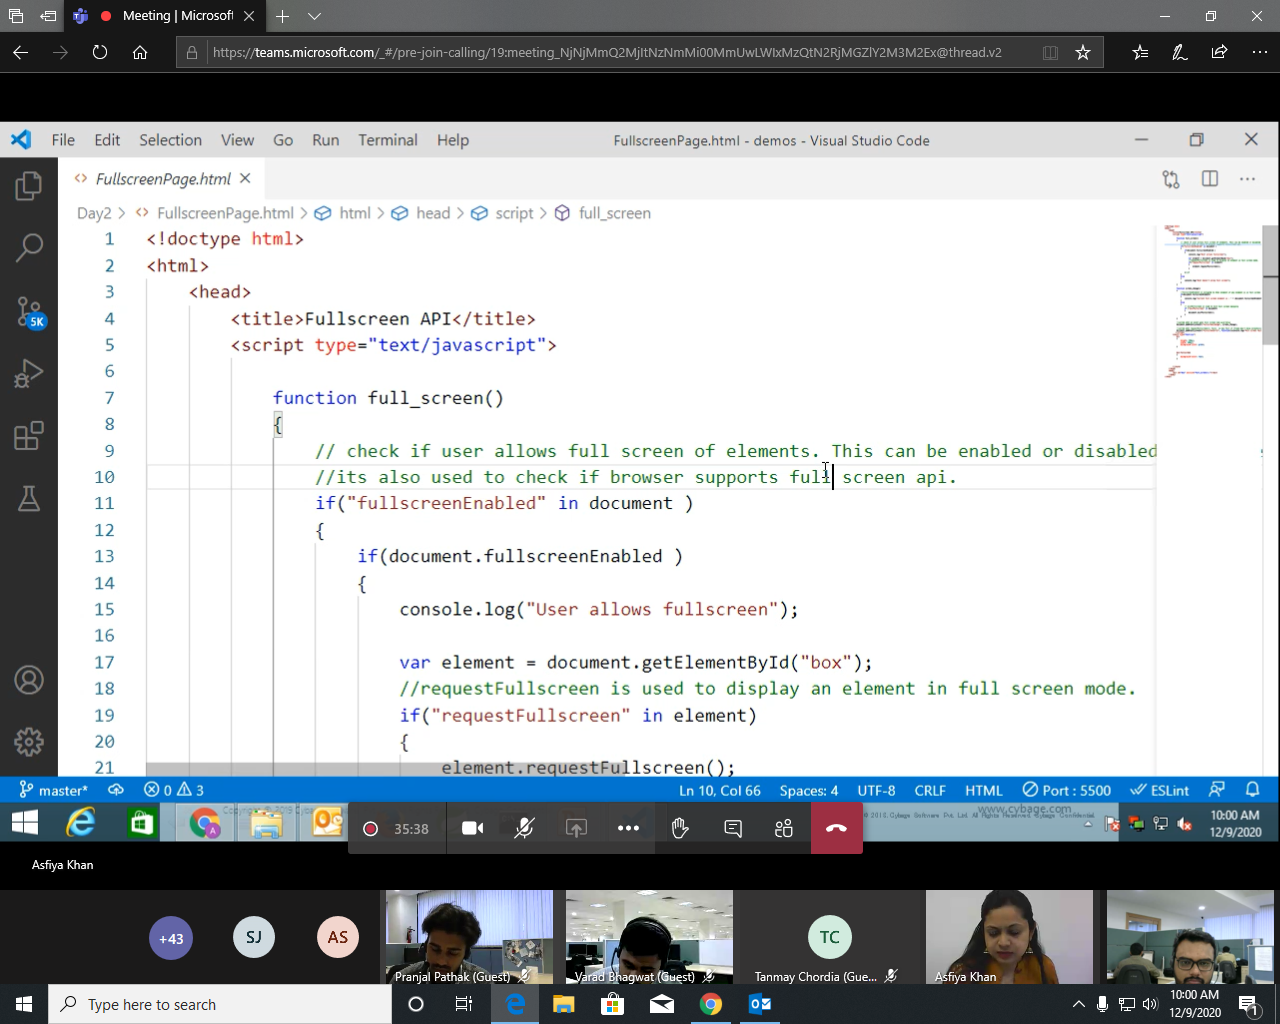 Meeting | Microsoft
https://teams.microsoft.com/_#/pre-join-calling/19:meeting_NjNjMmQ2MjItNzNmMi00MmUwLWIxMzQtN2RjMGZlY2M3M2Ex@thread.v2
File Edit Selection View Go Run Terminal Help FullscreenPage.html - demos - Visual Studio Code
FullscreenPage.html
Day2 > FullscreenPage.html > html > head > script > full_screen
1 <!doctype html>
2 <html>
3 <head>
4 <title>Fullscreen API</title>
5 <script type="text/javascript">
6
7 function full_screen()
8 {
9 // check if user allows full screen of elements. This can be enabled or disabled
10 //its also used to check if browser supports full screen api.
11 if("fullscreenEnabled" in document )
12 {
13 if(document.fullscreenEnabled )
14 {
15 console.log("User allows fullscreen");
16
17 var element = document.getElementById("box");
18 //requestFullscreen is used to display an element in full screen mode.
19 if("requestFullscreen" in element)
20 {
21 element.requestFullscreen();
5K
master* 0 3 Ln 10, Col 66 Spaces: 4 UTF-8 CRLF HTML Port : 5500 ESLint
www.cybage.com
35:38
10:00 AM
12/9/2020
Asfiya Khan
+43 SJ AS TC
Pranjal Pathak (Guest) Varad Bhagwat (Guest) Tanmay Chordia (Gue... Asfiya Khan
Type here to search
10:00 AM
12/9/2020
1